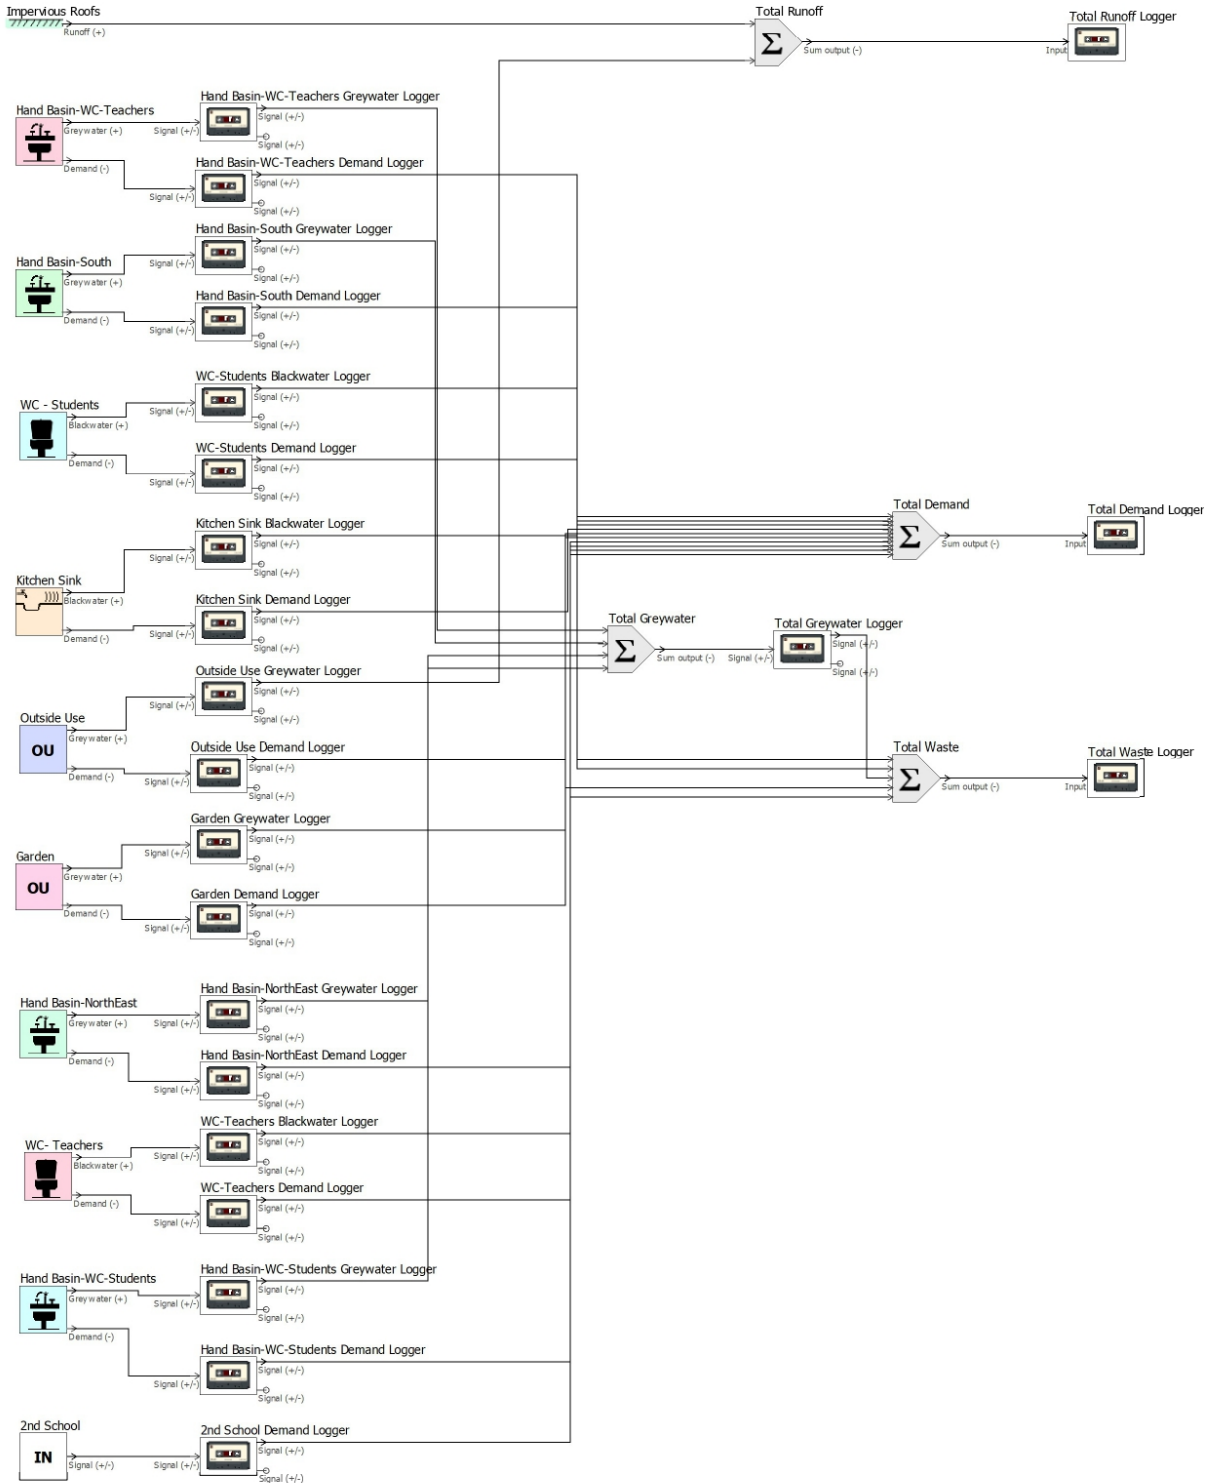 Impervious Roofs
Runoff (+)
Total Runoff
Σ
Sum output (-)
Total Runoff Logger
Input
Hand Basin-WC-Teachers
Greywater (+)
Demand (-)
Hand Basin-WC-Teachers Greywater Logger
Signal (+/-)
Signal (+/-)
Signal (+/-)
Hand Basin-WC-Teachers Demand Logger
Signal (+/-)
Signal (+/-)
Signal (+/-)
Hand Basin-South
Greywater (+)
Demand (-)
Hand Basin-South Greywater Logger
Signal (+/-)
Signal (+/-)
Signal (+/-)
Hand Basin-South Demand Logger
Signal (+/-)
Signal (+/-)
Signal (+/-)
WC - Students
Blackwater (+)
Demand (-)
WC-Students Blackwater Logger
Signal (+/-)
Signal (+/-)
Signal (+/-)
WC-Students Demand Logger
Signal (+/-)
Signal (+/-)
Signal (+/-)
Kitchen Sink
Blackwater (+)
Demand (-)
Kitchen Sink Blackwater Logger
Signal (+/-)
Signal (+/-)
Signal (+/-)
Kitchen Sink Demand Logger
Signal (+/-)
Signal (+/-)
Signal (+/-)
Total Demand
Σ
Sum output (-)
Total Demand Logger
Input
Total Greywater
Σ
Sum output (-)
Total Greywater Logger
Signal (+/-)
Signal (+/-)
Signal (+/-)
Outside Use
OU
Greywater (+)
Demand (-)
Outside Use Greywater Logger
Signal (+/-)
Signal (+/-)
Signal (+/-)
Outside Use Demand Logger
Signal (+/-)
Signal (+/-)
Signal (+/-)
Total Waste
Σ
Sum output (-)
Total Waste Logger
Input
Garden
OU
Greywater (+)
Demand (-)
Garden Greywater Logger
Signal (+/-)
Signal (+/-)
Signal (+/-)
Garden Demand Logger
Signal (+/-)
Signal (+/-)
Signal (+/-)
Hand Basin-NorthEast
Greywater (+)
Demand (-)
Hand Basin-NorthEast Greywater Logger
Signal (+/-)
Signal (+/-)
Signal (+/-)
Hand Basin-NorthEast Demand Logger
Signal (+/-)
Signal (+/-)
Signal (+/-)
WC- Teachers
Blackwater (+)
Demand (-)
WC-Teachers Blackwater Logger
Signal (+/-)
Signal (+/-)
Signal (+/-)
WC-Teachers Demand Logger
Signal (+/-)
Signal (+/-)
Signal (+/-)
Hand Basin-WC-Students
Greywater (+)
Demand (-)
Hand Basin-WC-Students Greywater Logger
Signal (+/-)
Signal (+/-)
Signal (+/-)
Hand Basin-WC-Students Demand Logger
Signal (+/-)
Signal (+/-)
Signal (+/-)
2nd School
IN
Signal (+/-)
2nd School Demand Logger
Signal (+/-)
Signal (+/-)
Signal (+/-)